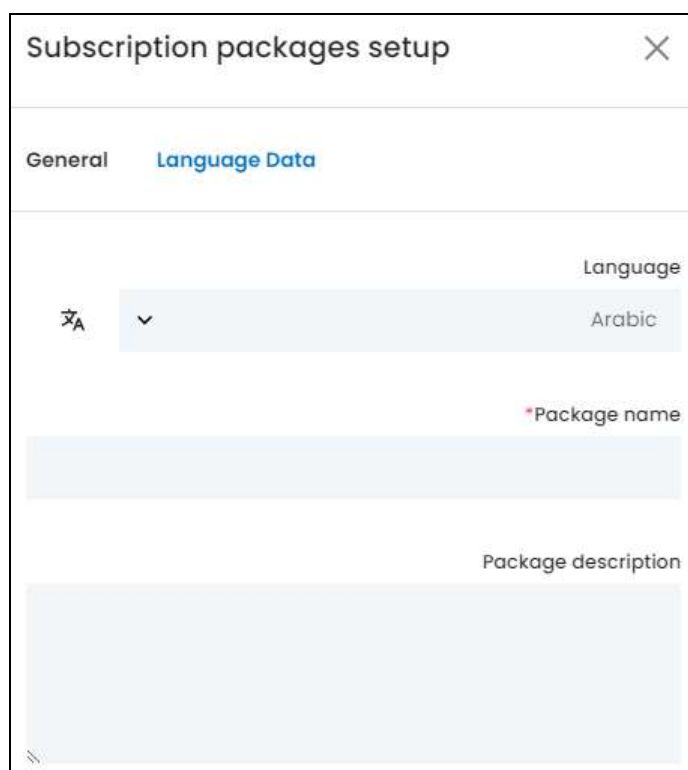 Subscription packages setup
General Language Data
Language
Arabic
*Package name
Package description